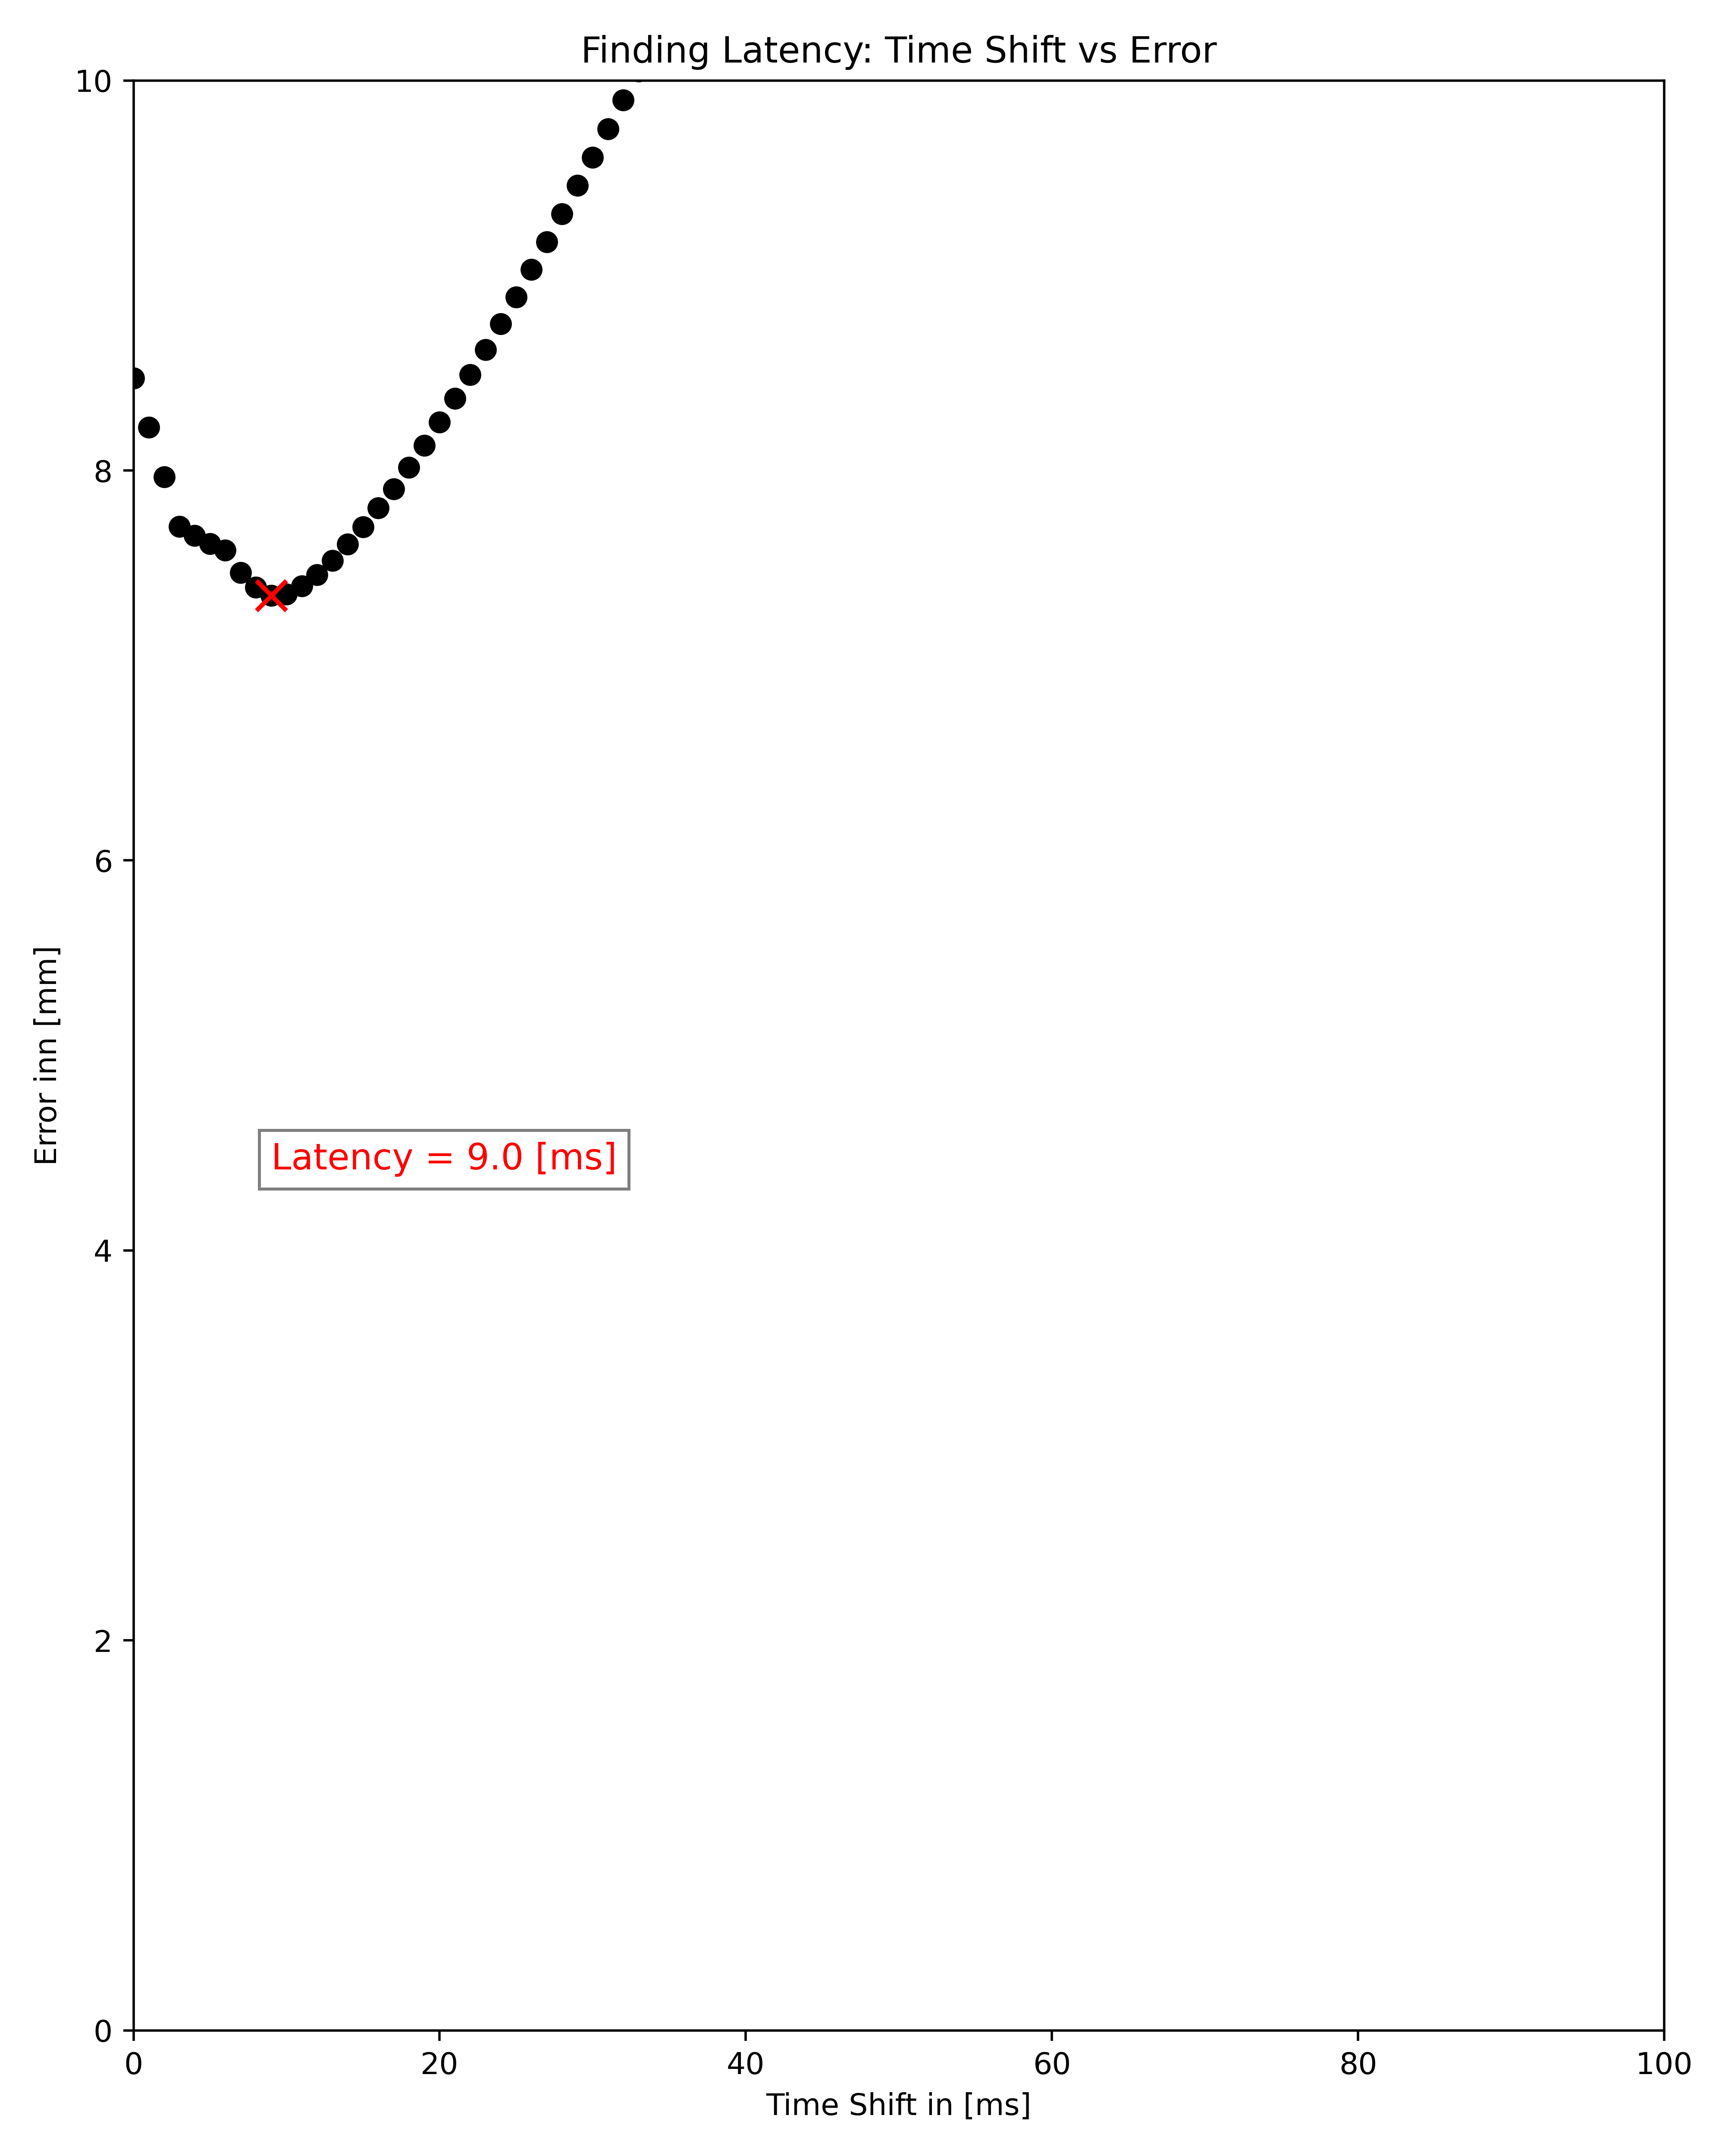 Finding Latency: Time Shift vs Error
10
8
6
4
2
0
Error inn [mm]
Latency = 9.0 [ms]
0 20 40 60 80 100
Time Shift in [ms]